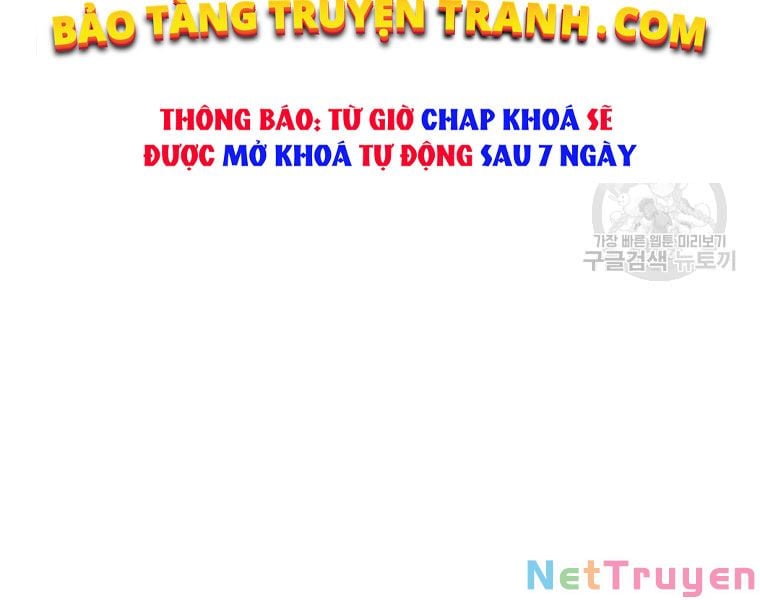 BẢO TÀNG TRUYỆN TRANH.COM
THÔNG BÁO: TỪ GIỜ CHAP KHOÁ SẼ
ĐƯỢC MỞ KHOÁ TỰ ĐỘNG SAU 7 NGÀY
가장 빠른 웹툰 미리보기
구글검색 뉴토끼
NetTruyen